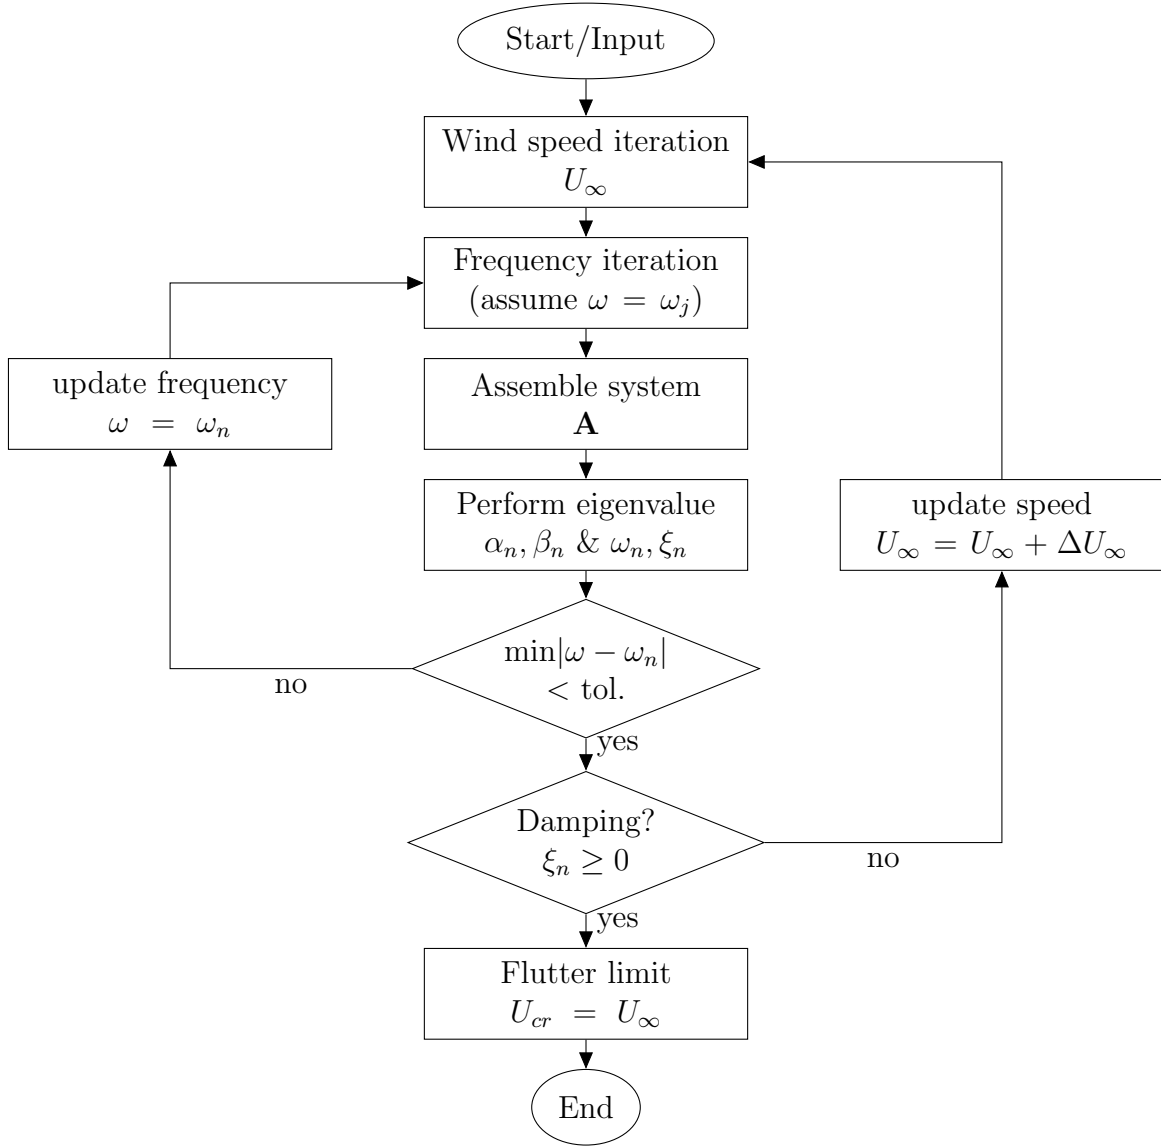 Start/Input
Wind speed iteration
U∞
Frequency iteration
(assume ω = ωj)
update frequency
ω = ωn
Assemble system
A
Perform eigenvalue
αn, βn & ωn, ξn
update speed
U∞ = U∞ + ΔU∞
min|ω − ωn|
< tol.
no
yes
Damping?
ξn ≥ 0
no
yes
Flutter limit
Ucr = U∞
End